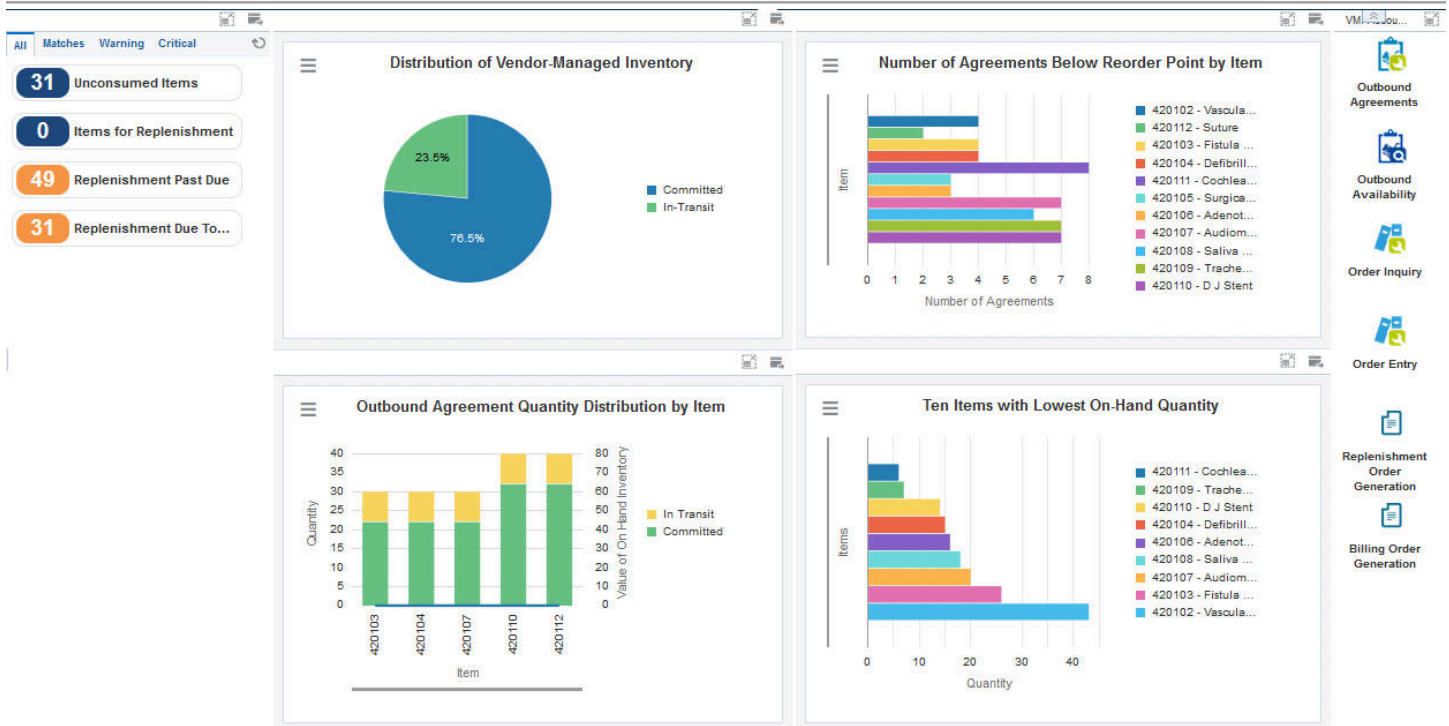 VM
ou...
All Matches Warning Critical
31 Unconsumed Items
0 Items for Replenishment
49 Replenishment Past Due
31 Replenishment Due To...
Distribution of Vendor-Managed Inventory
23.5%
76.5%
Committed
In-Transit
Number of Agreements Below Reorder Point by Item
Item
0 1 2 3 4 5 6 7 8
Number of Agreements
420102 - Vascula...
420112 - Suture
420103 - Fistula ...
420104 - Defibrill...
420111 - Cochlea...
420105 - Surgica...
420106 - Adenot...
420107 - Audiom...
420108 - Saliva ...
420109 - Trache...
420110 - D J Stent
Outbound
Agreements
Outbound
Availability
Order Inquiry
Order Entry
Replenishment
Order
Generation
Billing Order
Generation
Outbound Agreement Quantity Distribution by Item
Quantity
40
35
30
25
20
15
10
5
0
80
70
60
50
40
30
20
10
0
Value of On Hand Inventory
420103
420104
420107
420110
420112
Item
In Transit
Committed
Ten Items with Lowest On-Hand Quantity
Items
0 10 20 30 40
Quantity
420111 - Cochlea...
420109 - Trache...
420110 - D J Stent
420104 - Defibrill...
420106 - Adenot...
420108 - Saliva ...
420107 - Audiom...
420103 - Fistula ...
420102 - Vascula...